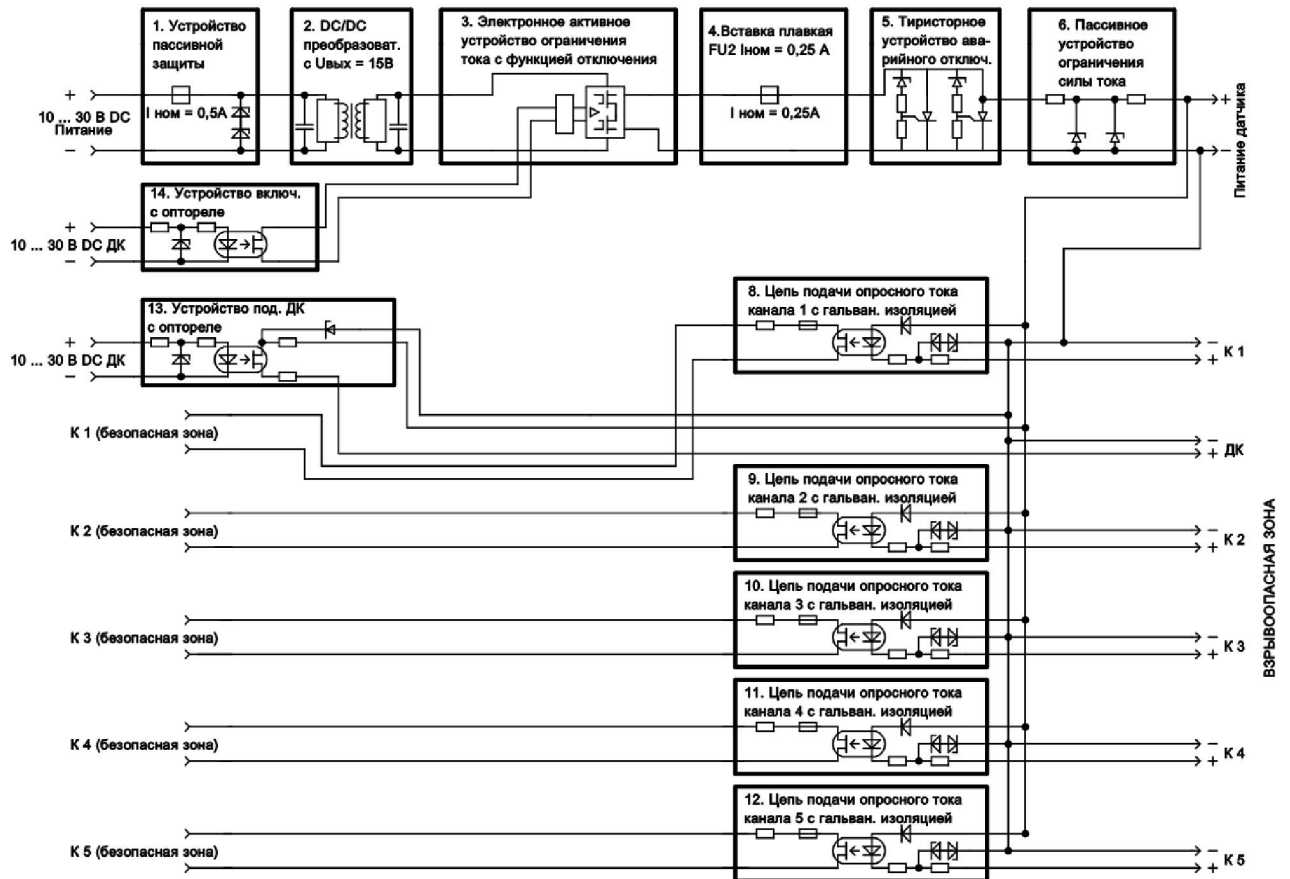 1. Устройство
пассивной
защиты
I ном = 0,5А
2. DC/DC
преобразоват.
с Uвых = 15В
3. Электронное активное
устройство ограничения
тока с функцией отключения
4.Вставка плавкая
FU2 Iном = 0,25 А
I ном = 0,25А
5. Тиристорное
устройство ава-
рийного отключ.
6. Пассивное
устройство
ограничения
силы тока
+
10 ... 30 В DC
Питание
−
+
−
Питание датчика
14. Устройство включ.
с optореле
+
10 ... 30 В DC ДК
−
13. Устройство под. ДК
с оптореле
+
10 ... 30 В DC ДК
−
8. Цепь подачи опросного тока
канала 1 с гальван. изоляцией
−
К 1
+
К 1 (безопасная зона)
−
+ ДК
9. Цепь подачи опросного тока
канала 2 с гальван. изоляцией
К 2 (безопасная зона)
−
К 2
+
10. Цепь подачи опросного тока
канала 3 с гальван. изоляцией
К 3 (безопасная зона)
−
К 3
+
11. Цепь подачи опросного тока
канала 4 с гальван. изоляцией
К 4 (безопасная зона)
−
К 4
+
12. Цепь подачи опросного тока
канала 5 с гальван. изоляцией
К 5 (безопасная зона)
−
К 5
+
ВЗРЫВООПАСНАЯ ЗОНА